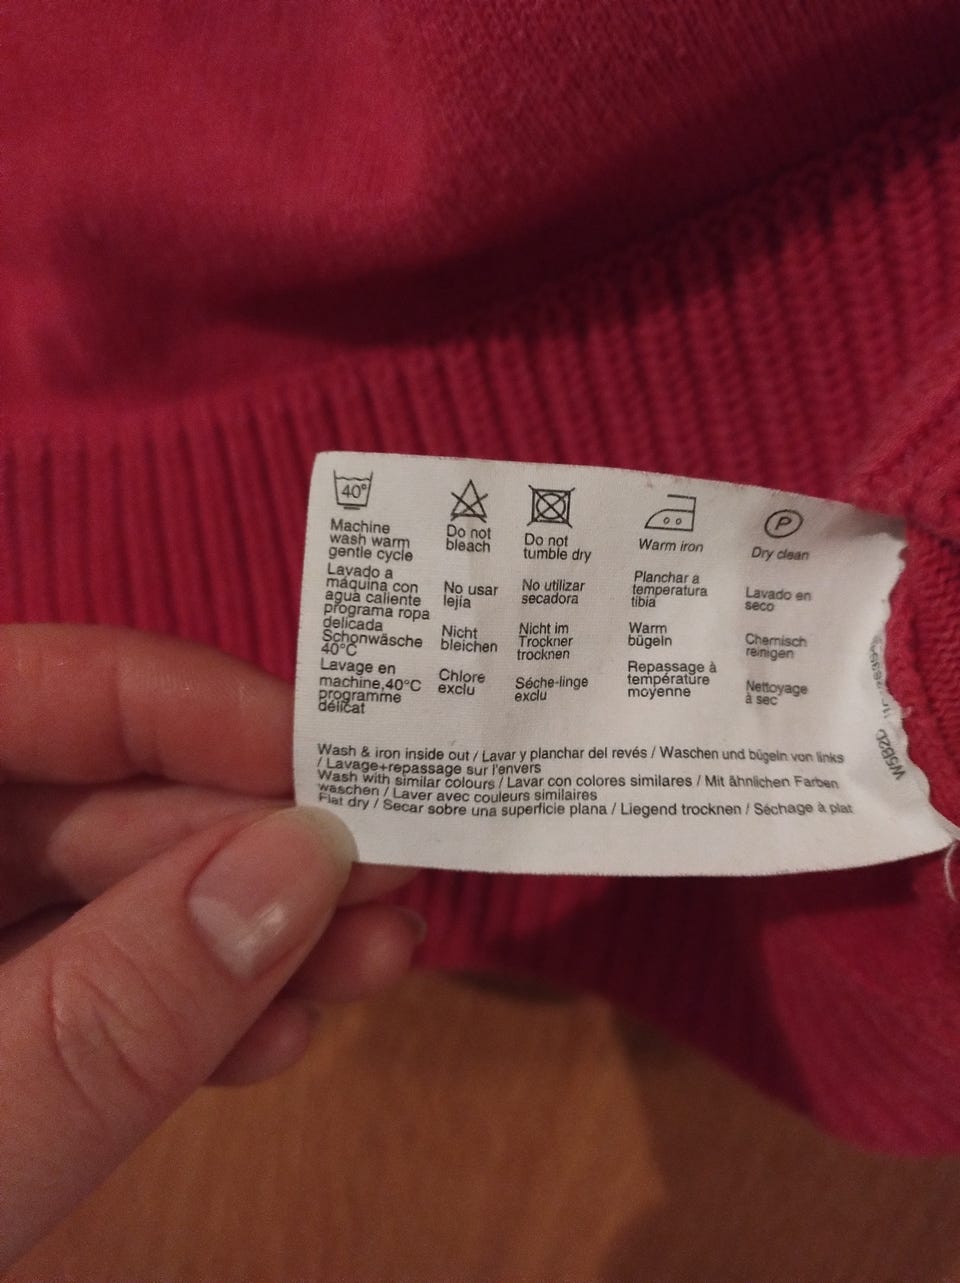 40°
Machine
wash warm
gentle cycle
Lavado a
máquina con
agua caliente
programa ropa
delicada
Schonwäsche
40°C
Lavage en
machine,40°C
programme
délicat
Do not
bleach
No usar
lejía
Nicht
bleichen
Chlore
exclu
Do not
tumble dry
No utilizar
secadora
Nicht im
Trockner
trocknen
Séche-linge
exclu
Warm iron
Planchar a
temperatura
tibia
Warm
bügeln
Repassage à
température
moyenne
P
Dry clean
Lavado en
seco
Chemisch
reinigen
Nettoyage
à sec
Wash & iron inside out / Lavar y planchar del revés / Waschen und bügeln von links
/ Lavage+repassage sur l'envers
Wash with similar colours / Lavar con colores similares / Mit ähnlichen Farben
waschen / Laver avec couleurs similaires
Flat dry / Secar sobre una superficie plana / Liegend trocknen / Séchage à plat